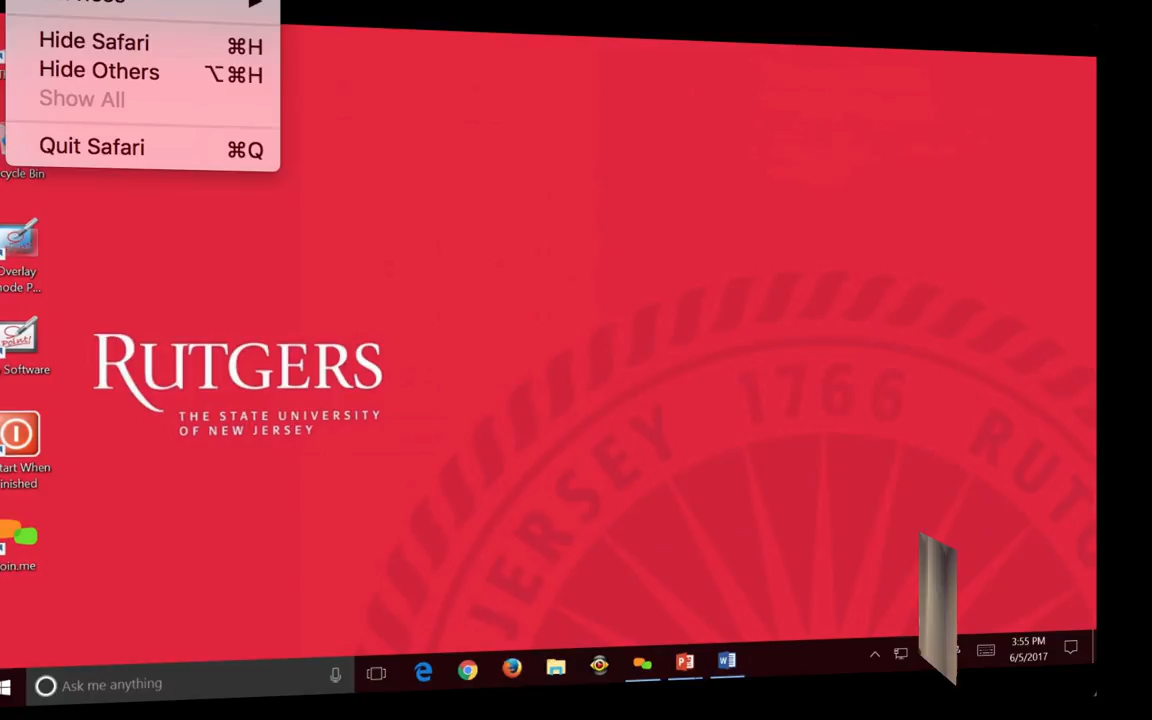 Hide Safari ⌘H
Hide Others ⌥⌘H
Show All
Quit Safari ⌘Q
cycle Bin
Overlay
node P...
Software
tart When
inished
oin.me
RUTGERS
THE STATE UNIVERSITY
OF NEW JERSEY
1766
JERSEY
RUTG
Ask me anything
3:55 PM
6/5/2017